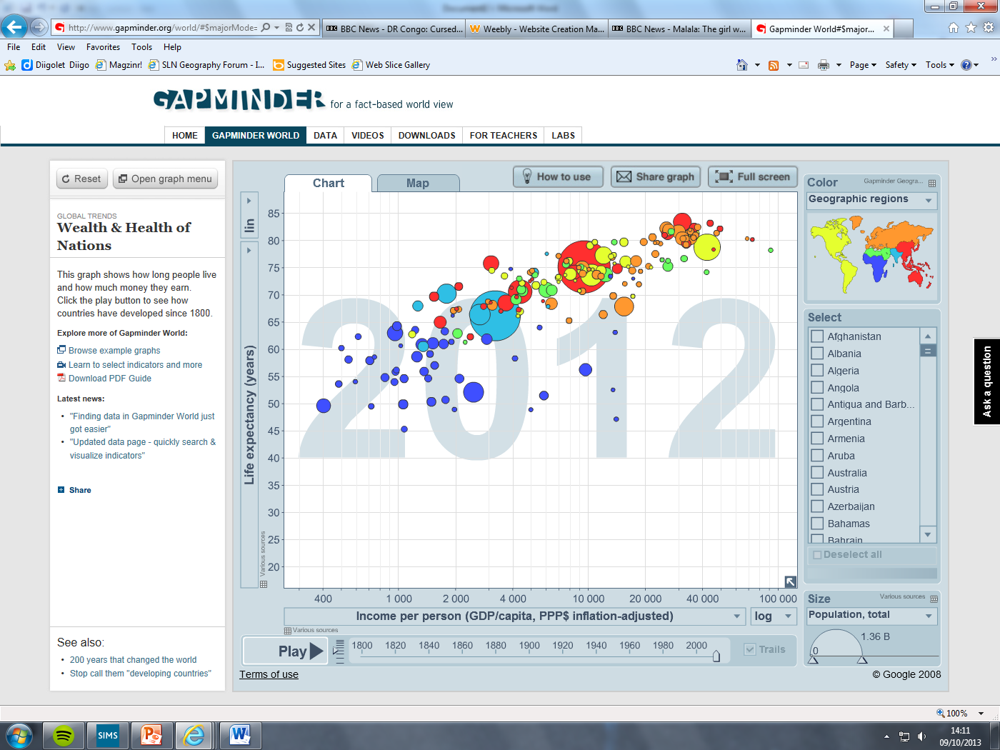 http://www.gapminder.org/world/#$majorMode=
BBC News - DR Congo: Cursed...
Weebly - Website Creation Ma...
BBC News - Malala: The girl w...
Gapminder World#$major...
File Edit View Favorites Tools Help
Diigolet Diigo Magzinr! SLN Geography Forum - I... Suggested Sites Web Slice Gallery
Page Safety Tools
GAPMINDER for a fact-based world view
HOME GAPMINDER WORLD DATA VIDEOS DOWNLOADS FOR TEACHERS LABS
Reset Open graph menu
GLOBAL TRENDS
Wealth & Health of
Nations
This graph shows how long people live
and how much money they earn.
Click the play button to see how
countries have developed since 1800.
Explore more of Gapminder World:
Browse example graphs
Learn to select indicators and more
Download PDF Guide
Latest news:
• "Finding data in Gapminder World just
got easier"
• "Updated data page - quickly search &
visualize indicators"
Share
See also:
• 200 years that changed the world
• Stop call them "developing countries"
Chart Map
How to use Share graph Full screen
lin
Life expectancy (years)
Various sources
85
80
75
70
65
60
55
50
45
40
35
30
25
20
2012
400 1 000 2 000 4 000 10 000 20 000 40 000 100 000
Income per person (GDP/capita, PPP$ inflation-adjusted)
log
Various sources
Play
1800 1820 1840 1860 1880 1900 1920 1940 1960 1980 2000
Trails
Terms of use
© Google 2008
Color Gapminder Geogra...
Geographic regions
Select
Afghanistan
Albania
Algeria
Angola
Antigua and Barb...
Argentina
Armenia
Aruba
Australia
Austria
Azerbaijan
Bahamas
Bahrain
Deselect all
Size Various sources
Population, total
1.36 B
0
Ask a question
100%
SIMS
14:11
09/10/2013